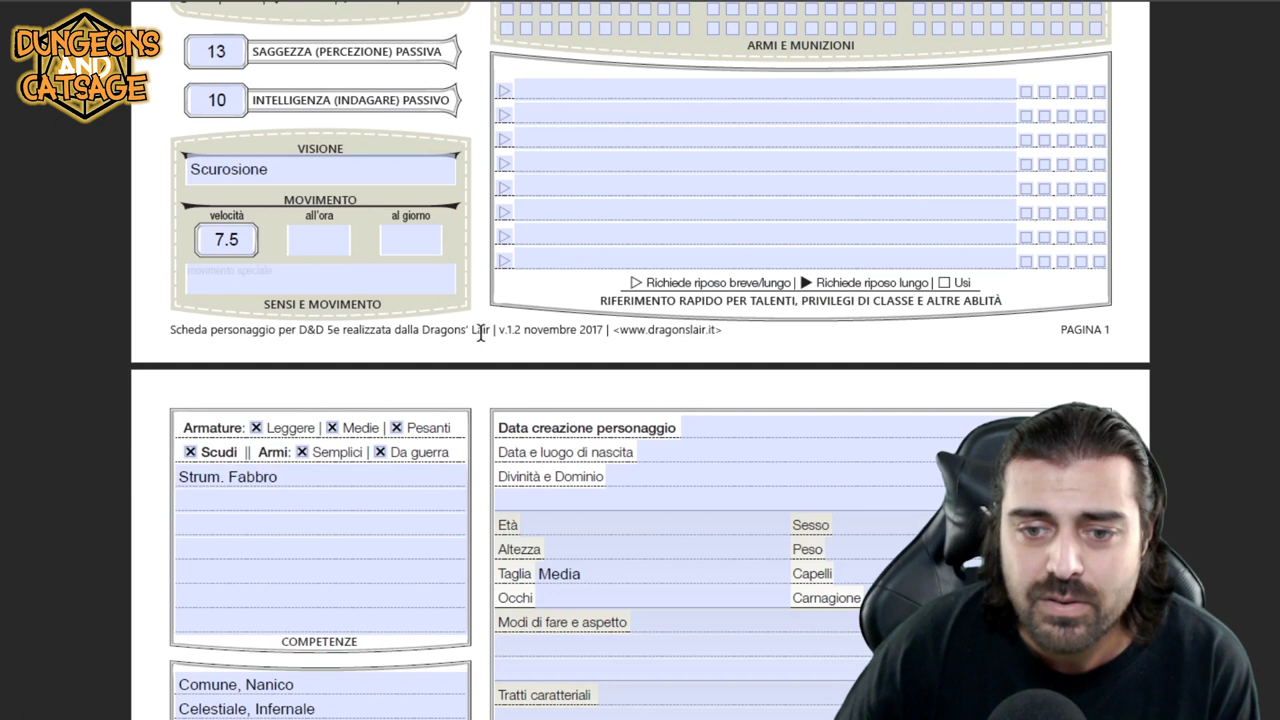 DUNGEONS
AND
CATSAGE
13 SAGGEZZA (PERCEZIONE) PASSIVA
10 INTELLIGENZA (INDAGARE) PASSIVO
VISIONE
Scurosione
MOVIMENTO
velocità all'ora al giorno
7.5
movimento speciale
SENSI E MOVIMENTO
ARMI E MUNIZIONI
▷ Richiede riposo breve/lungo | ▶ Richiede riposo lungo | □ Usi
RIFERIMENTO RAPIDO PER TALENTI, PRIVILEGI DI CLASSE E ALTRE ABLITÀ
Scheda personaggio per D&D 5e realizzata dalla Dragons' Lair | v.1.2 novembre 2017 | <www.dragonslair.it> PAGINA 1
Armature: ☒ Leggere | ☒ Medie | ☒ Pesanti
☒ Scudi || Armi: ☒ Semplici | ☒ Da guerra
Strum. Fabbro
COMPETENZE
Comune, Nanico
Celestiale, Infernale
Data creazione personaggio
Data e luogo di nascita
Divinità e Dominio
Età Sesso
Altezza Peso
Taglia Media Capelli
Occhi Carnagione
Modi di fare e aspetto
Tratti caratteriali